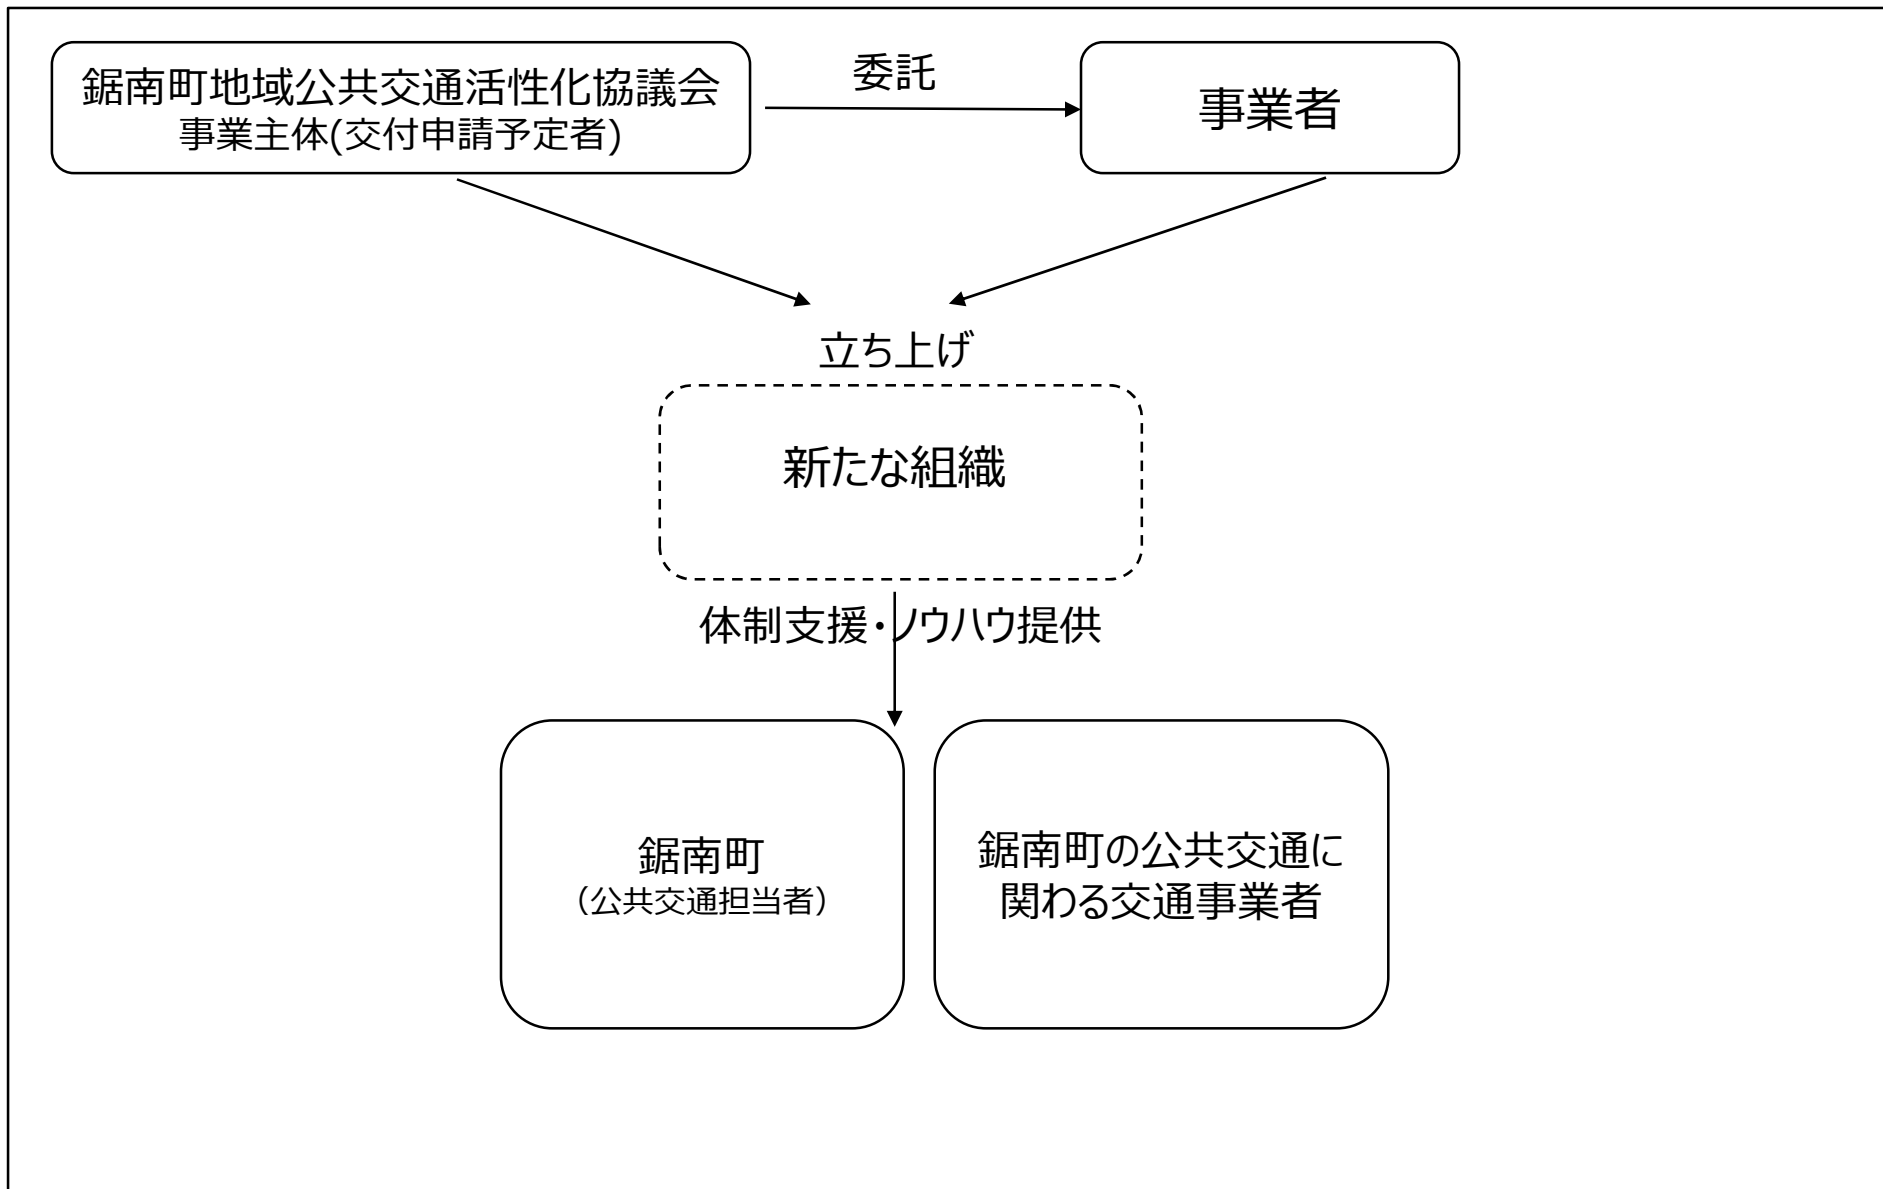 鋸南町地域公共交通活性化協議会
事業主体(交付申請予定者)
委託
事業者
立ち上げ
新たな組織
体制支援・ノウハウ提供
鋸南町
（公共交通担当者）
鋸南町の公共交通に
関わる交通事業者